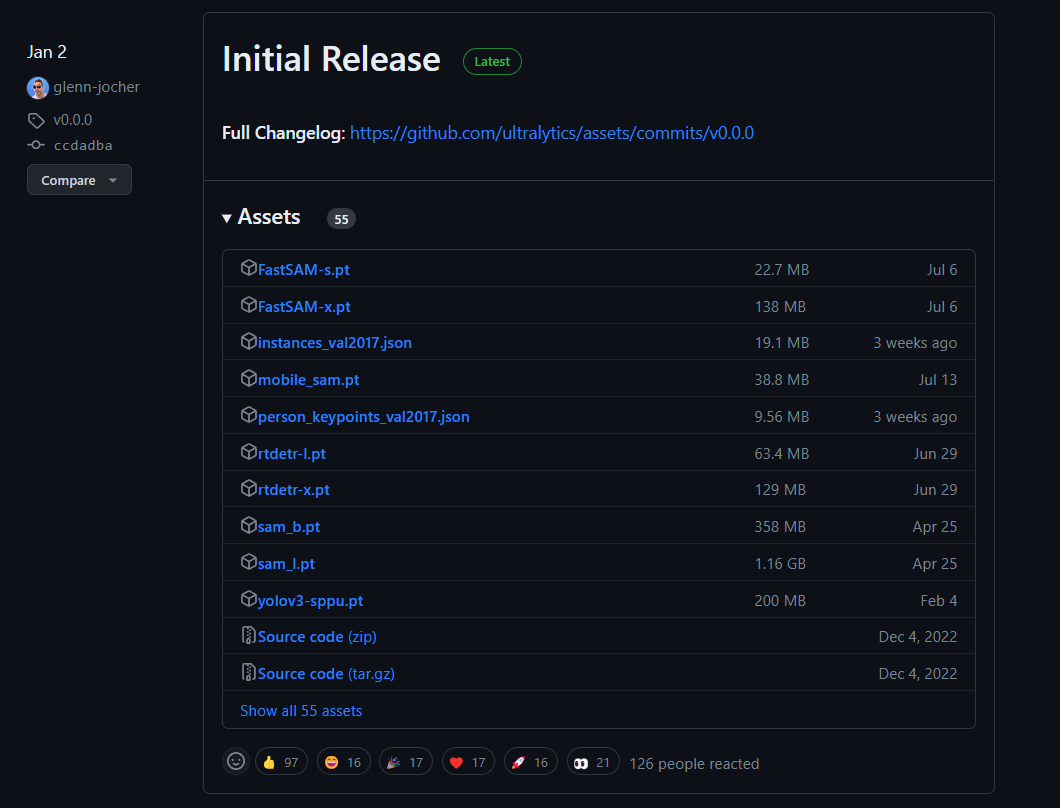 Jan 2
glenn-jocher
v0.0.0
ccdadba
Compare
Initial Release Latest
Full Changelog: https://github.com/ultralytics/assets/commits/v0.0.0
Assets 55
FastSAM-s.pt 22.7 MB Jul 6
FastSAM-x.pt 138 MB Jul 6
instances_val2017.json 19.1 MB 3 weeks ago
mobile_sam.pt 38.8 MB Jul 13
person_keypoints_val2017.json 9.56 MB 3 weeks ago
rtdetr-l.pt 63.4 MB Jun 29
rtdetr-x.pt 129 MB Jun 29
sam_b.pt 358 MB Apr 25
sam_l.pt 1.16 GB Apr 25
yolov3-sppu.pt 200 MB Feb 4
Source code (zip) Dec 4, 2022
Source code (tar.gz) Dec 4, 2022
Show all 55 assets
97 16 17 17 16 21 126 people reacted